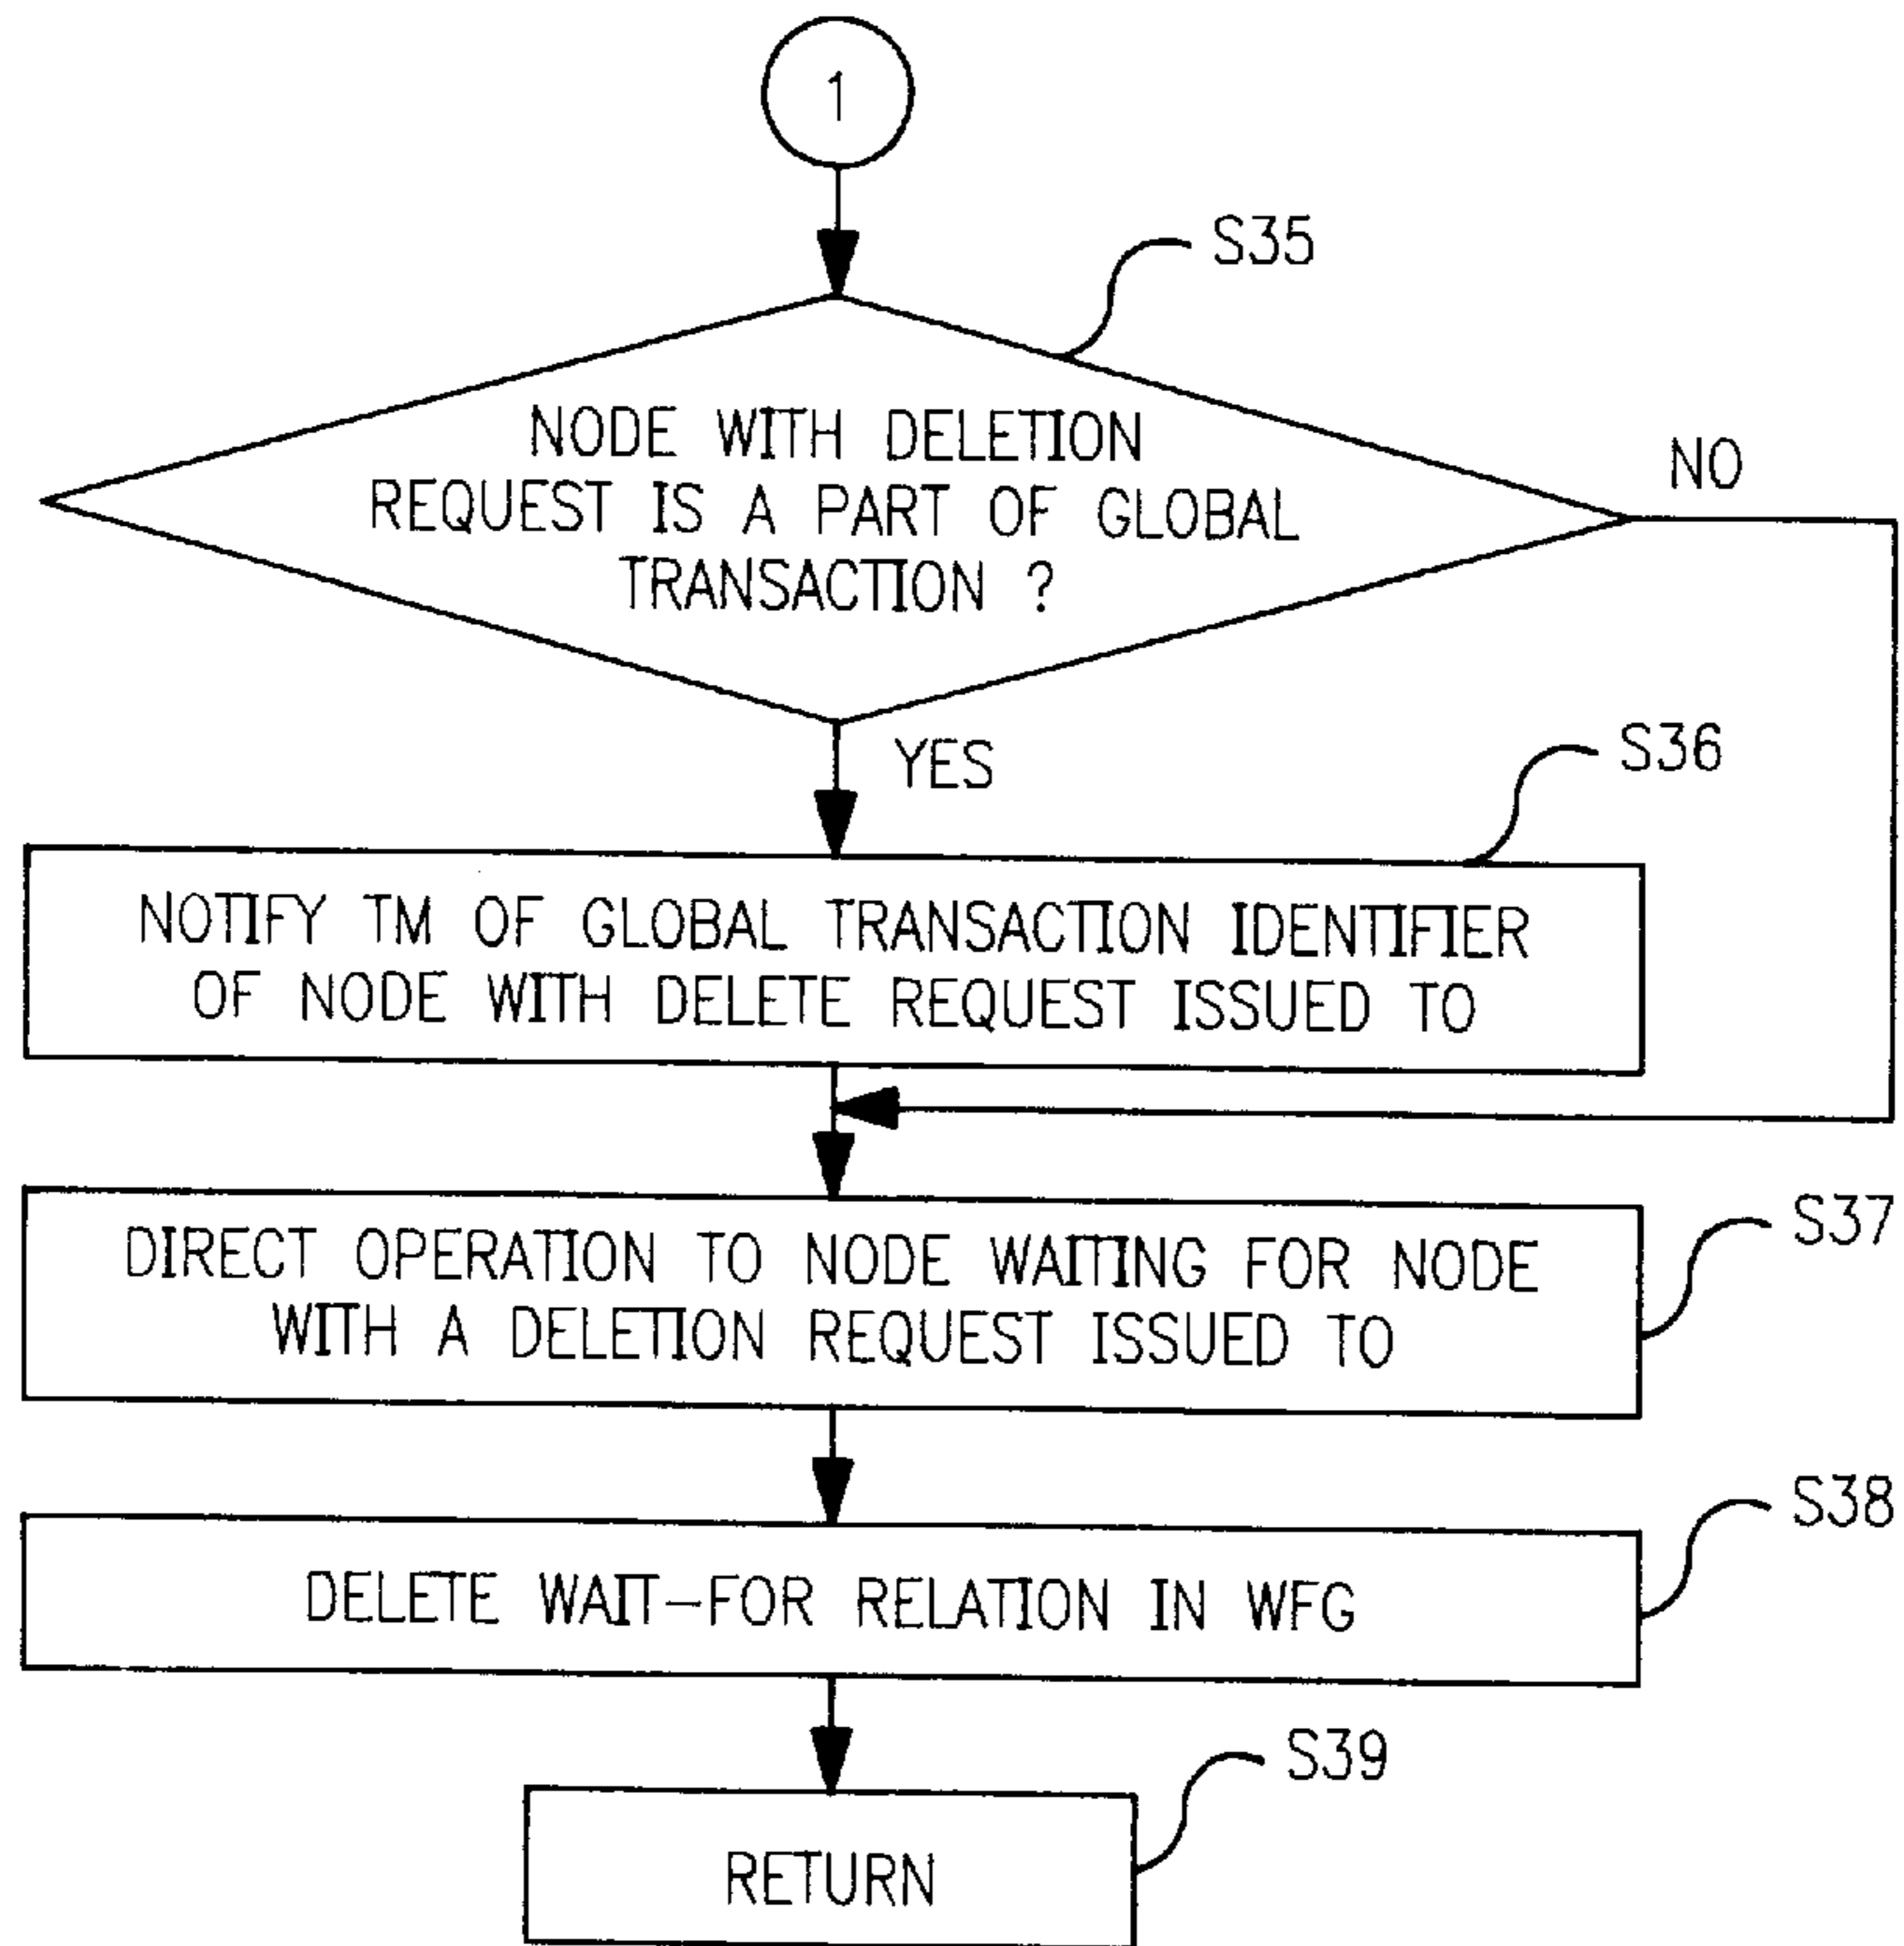 1
S35
NODE WITH DELETION
REQUEST IS A PART OF GLOBAL
TRANSACTION ?
NO
YES
S36
NOTIFY TM OF GLOBAL TRANSACTION IDENTIFIER
OF NODE WITH DELETE REQUEST ISSUED TO
S37
DIRECT OPERATION TO NODE WAITING FOR NODE
WITH A DELETION REQUEST ISSUED TO
S38
DELETE WAIT-FOR RELATION IN WFG
S39
RETURN